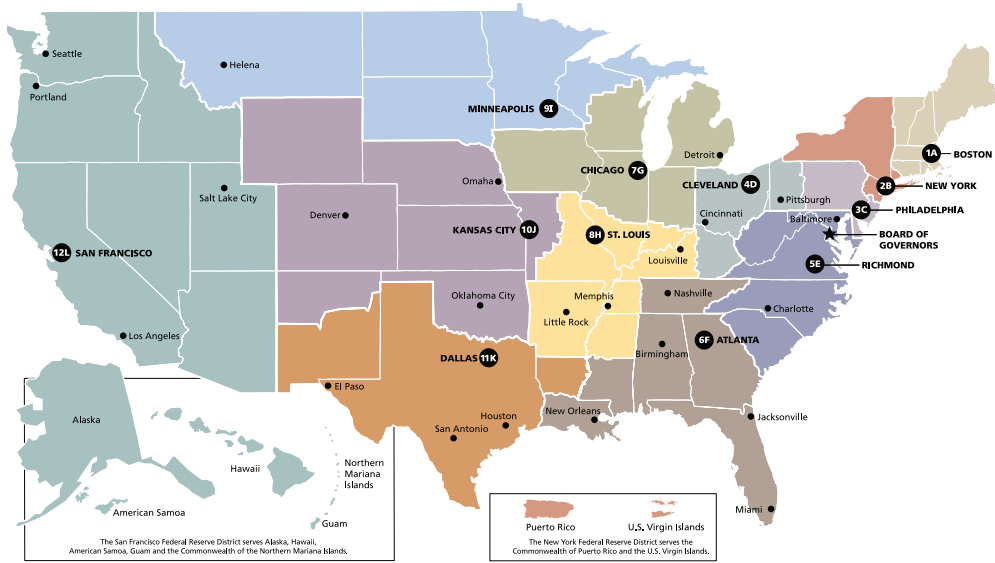 Seattle
Portland
Helena
MINNEAPOLIS 9I
Detroit
CHICAGO 7G
CLEVELAND 4D
1A BOSTON
2B NEW YORK
Pittsburgh
3C PHILADELPHIA
Salt Lake City
Omaha
Denver
Cincinnati
Baltimore
BOARD OF
GOVERNORS
KANSAS CITY 10J
8H ST. LOUIS
Louisville
12L SAN FRANCISCO
5E RICHMOND
Oklahoma City
Memphis
Nashville
Little Rock
Charlotte
Los Angeles
DALLAS 11K
Birmingham
6F ATLANTA
El Paso
Houston
San Antonio
New Orleans
Jacksonville
Miami
Alaska
Hawaii
Northern
Mariana
Islands
American Samoa
Guam
The San Francisco Federal Reserve District serves Alaska, Hawaii,
American Samoa, Guam and the Commonwealth of the Northern Mariana Islands.
Puerto Rico
U.S. Virgin Islands
The New York Federal Reserve District serves the
Commonwealth of Puerto Rico and the U.S. Virgin Islands.